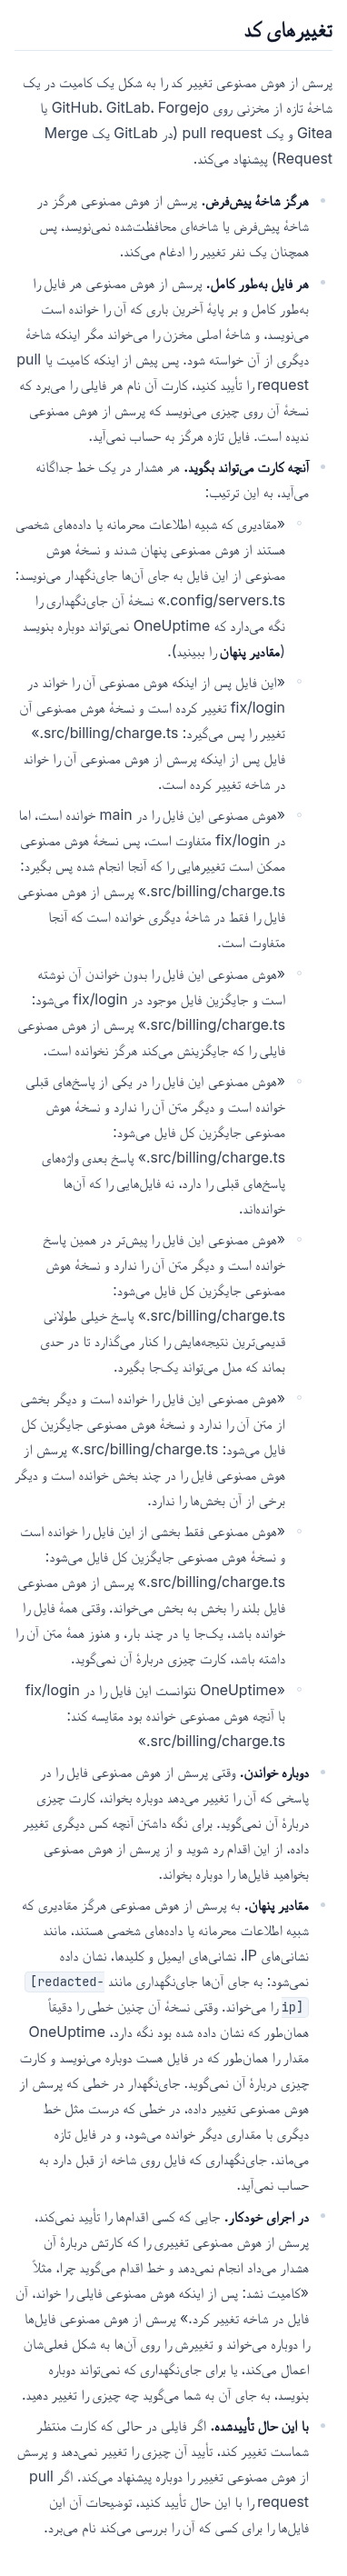 تغییرهای کد
پرسش از هوش مصنوعی تغییر کد را به شکل یک کامیت در یک
شاخهٔ تازه از مخزنی روی GitHub، GitLab، Forgejo یا
Gitea و یک pull request (در GitLab یک Merge
Request) پیشنهاد می‌کند.
هرگز شاخهٔ پیش‌فرض. پرسش از هوش مصنوعی هرگز در
شاخهٔ پیش‌فرض یا شاخه‌ای محافظت‌شده نمی‌نویسد، پس
همچنان یک نفر تغییر را ادغام می‌کند.
هر فایل به‌طور کامل. پرسش از هوش مصنوعی هر فایل را
به‌طور کامل و بر پایهٔ آخرین باری که آن را خوانده است
می‌نویسد، و شاخهٔ اصلی مخزن را می‌خواند مگر اینکه شاخهٔ
دیگری از آن خواسته شود. پس پیش از اینکه کامیت یا pull
request را تأیید کنید، کارت آن نام هر فایلی را می‌برد که
نسخهٔ آن روی چیزی می‌نویسد که پرسش از هوش مصنوعی
ندیده است. فایل تازه هرگز به حساب نمی‌آید.
آنچه کارت می‌تواند بگوید. هر هشدار در یک خط جداگانه
می‌آید، به این ترتیب:
«مقادیری که شبیه اطلاعات محرمانه یا داده‌های شخصی
هستند از هوش مصنوعی پنهان شدند و نسخهٔ هوش
مصنوعی از این فایل به جای آن‌ها جای‌نگهدار می‌نویسد:
config/servers.ts.» نسخهٔ آن جای‌نگهداری را
نگه می‌دارد که OneUptime نمی‌تواند دوباره بنویسد
(مقادیر پنهان را ببینید).
«این فایل پس از اینکه هوش مصنوعی آن را خواند در
fix/login تغییر کرده است و نسخهٔ هوش مصنوعی آن
تغییر را پس می‌گیرد: src/billing/charge.ts.»
فایل پس از اینکه پرسش از هوش مصنوعی آن را خواند
در شاخه تغییر کرده است.
«هوش مصنوعی این فایل را در main خوانده است، اما
در fix/login متفاوت است، پس نسخهٔ هوش مصنوعی
ممکن است تغییرهایی را که آنجا انجام شده پس بگیرد:
src/billing/charge.ts.» پرسش از هوش مصنوعی
فایل را فقط در شاخهٔ دیگری خوانده است که آنجا
متفاوت است.
«هوش مصنوعی این فایل را بدون خواندن آن نوشته
است و جایگزین فایل موجود در fix/login می‌شود:
src/billing/charge.ts.» پرسش از هوش مصنوعی
فایلی را که جایگزینش می‌کند هرگز نخوانده است.
«هوش مصنوعی این فایل را در یکی از پاسخ‌های قبلی
خوانده است و دیگر متن آن را ندارد و نسخهٔ هوش
مصنوعی جایگزین کل فایل می‌شود:
src/billing/charge.ts.» پاسخ بعدی واژه‌های
پاسخ‌های قبلی را دارد، نه فایل‌هایی را که آن‌ها
خوانده‌اند.
«هوش مصنوعی این فایل را پیش‌تر در همین پاسخ
خوانده است و دیگر متن آن را ندارد و نسخهٔ هوش
مصنوعی جایگزین کل فایل می‌شود:
src/billing/charge.ts.» پاسخ خیلی طولانی
قدیمی‌ترین نتیجه‌هایش را کنار می‌گذارد تا در حدی
بماند که مدل می‌تواند یک‌جا بگیرد.
«هوش مصنوعی این فایل را خوانده است و دیگر بخشی
از متن آن را ندارد و نسخهٔ هوش مصنوعی جایگزین کل
فایل می‌شود: src/billing/charge.ts.» پرسش از
هوش مصنوعی فایل را در چند بخش خوانده است و دیگر
برخی از آن بخش‌ها را ندارد.
«هوش مصنوعی فقط بخشی از این فایل را خوانده است
و نسخهٔ هوش مصنوعی جایگزین کل فایل می‌شود:
src/billing/charge.ts.» پرسش از هوش مصنوعی
فایل بلند را بخش به بخش می‌خواند. وقتی همهٔ فایل را
خوانده باشد، یک‌جا یا در چند بار، و هنوز همهٔ متن آن را
داشته باشد، کارت چیزی دربارهٔ آن نمی‌گوید.
«OneUptime نتوانست این فایل را در fix/login
با آنچه هوش مصنوعی خوانده بود مقایسه کند:
src/billing/charge.ts.»
دوباره خواندن. وقتی پرسش از هوش مصنوعی فایل را در
پاسخی که آن را تغییر می‌دهد دوباره بخواند، کارت چیزی
دربارهٔ آن نمی‌گوید. برای نگه داشتن آنچه کس دیگری تغییر
داده، از این اقدام رد شوید و از پرسش از هوش مصنوعی
بخواهید فایل‌ها را دوباره بخواند.
مقادیر پنهان. به پرسش از هوش مصنوعی هرگز مقادیری که
شبیه اطلاعات محرمانه یا داده‌های شخصی هستند، مانند
نشانی‌های IP، نشانی‌های ایمیل و کلیدها، نشان داده
نمی‌شود: به جای آن‌ها جای‌نگهداری مانند [redacted-
ip] را می‌خواند. وقتی نسخهٔ آن چنین خطی را دقیقاً
همان‌طور که نشان داده شده بود نگه دارد، OneUptime
مقدار را همان‌طور که در فایل هست دوباره می‌نویسد و کارت
چیزی دربارهٔ آن نمی‌گوید. جای‌نگهدار در خطی که پرسش از
هوش مصنوعی تغییر داده، در خطی که درست مثل خط
دیگری با مقداری دیگر خوانده می‌شود، و در فایل تازه
می‌ماند. جای‌نگهداری که فایل روی شاخه از قبل دارد به
حساب نمی‌آید.
در اجرای خودکار. جایی که کسی اقدام‌ها را تأیید نمی‌کند،
پرسش از هوش مصنوعی تغییری را که کارتش دربارهٔ آن
هشدار می‌داد انجام نمی‌دهد و خط اقدام می‌گوید چرا، مثلاً
«کامیت نشد: پس از اینکه هوش مصنوعی فایلی را خواند، آن
فایل در شاخه تغییر کرد.» پرسش از هوش مصنوعی فایل‌ها
را دوباره می‌خواند و تغییرش را روی آن‌ها به شکل فعلی‌شان
اعمال می‌کند، یا برای جای‌نگهداری که نمی‌تواند دوباره
بنویسد، به جای آن به شما می‌گوید چه چیزی را تغییر دهید.
با این حال تأییدشده. اگر فایلی در حالی که کارت منتظر
شماست تغییر کند، تأیید آن چیزی را تغییر نمی‌دهد و پرسش
از هوش مصنوعی تغییر را دوباره پیشنهاد می‌کند. اگر pull
request را با این حال تأیید کنید، توضیحات آن این
فایل‌ها را برای کسی که آن را بررسی می‌کند نام می‌برد.